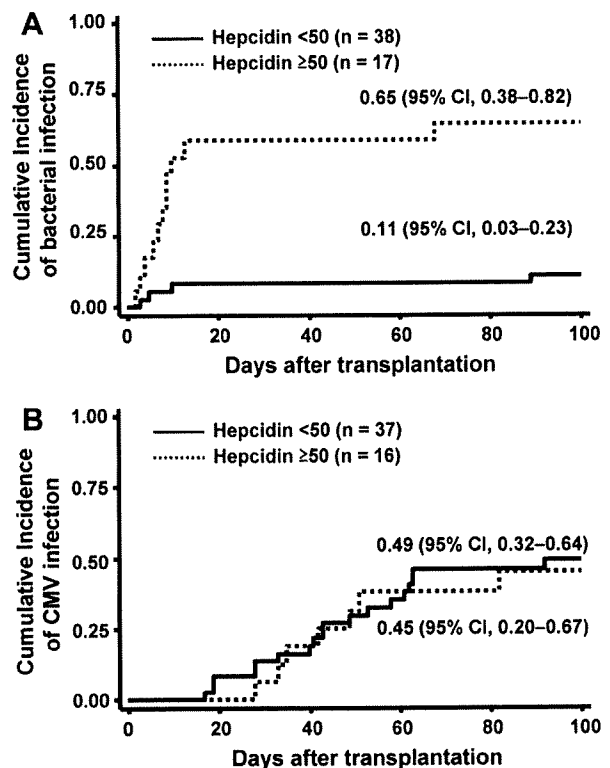 A
Hepcidin <50 (n = 38)
Hepcidin ≥50 (n = 17)
0.65 (95% CI, 0.38–0.82)
0.11 (95% CI, 0.03–0.23)
Cumulative Incidence
of bacterial infection
1.00
0.75
0.50
0.25
0.00
0 20 40 60 80 100
Days after transplantation
B
Hepcidin <50 (n = 37)
Hepcidin ≥50 (n = 16)
0.49 (95% CI, 0.32–0.64)
0.45 (95% CI, 0.20–0.67)
Cumulative Incidence
of CMV infection
1.00
0.75
0.50
0.25
0.00
0 20 40 60 80 100
Days after transplantation